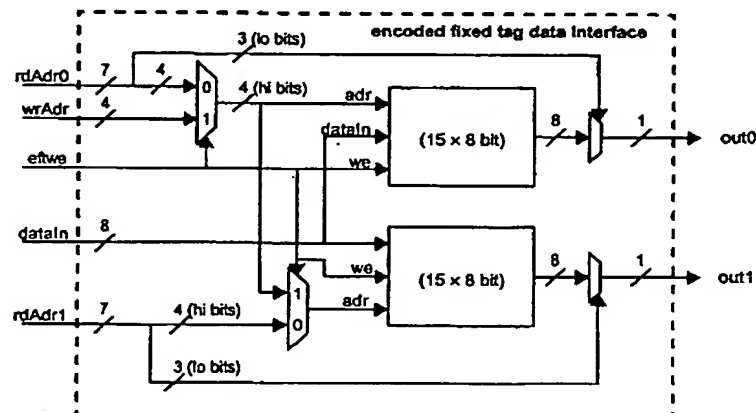 encoded fixed tag data interface
3 (lo bits)
rdAdr0
7
4
0
4 (hi bits)
adr
wrAdr
4
1
dataIn
(15 × 8 bit)
8
1
out0
eftwe
we
dataIn
8
(15 × 8 bit)
8
1
out1
we
1
adr
rdAdr1
7
4 (hi bits)
0
3 (lo bits)